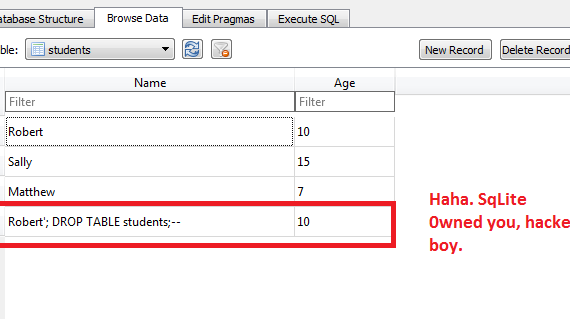 atabase Structure Browse Data Edit Pragmas Execute SQL
ble: students New Record Delete Record
Name Age
Filter Filter
Robert 10
Sally 15
Matthew 7
Robert'; DROP TABLE students;-- 10
Haha. SqLite
0wned you, hacke
boy.